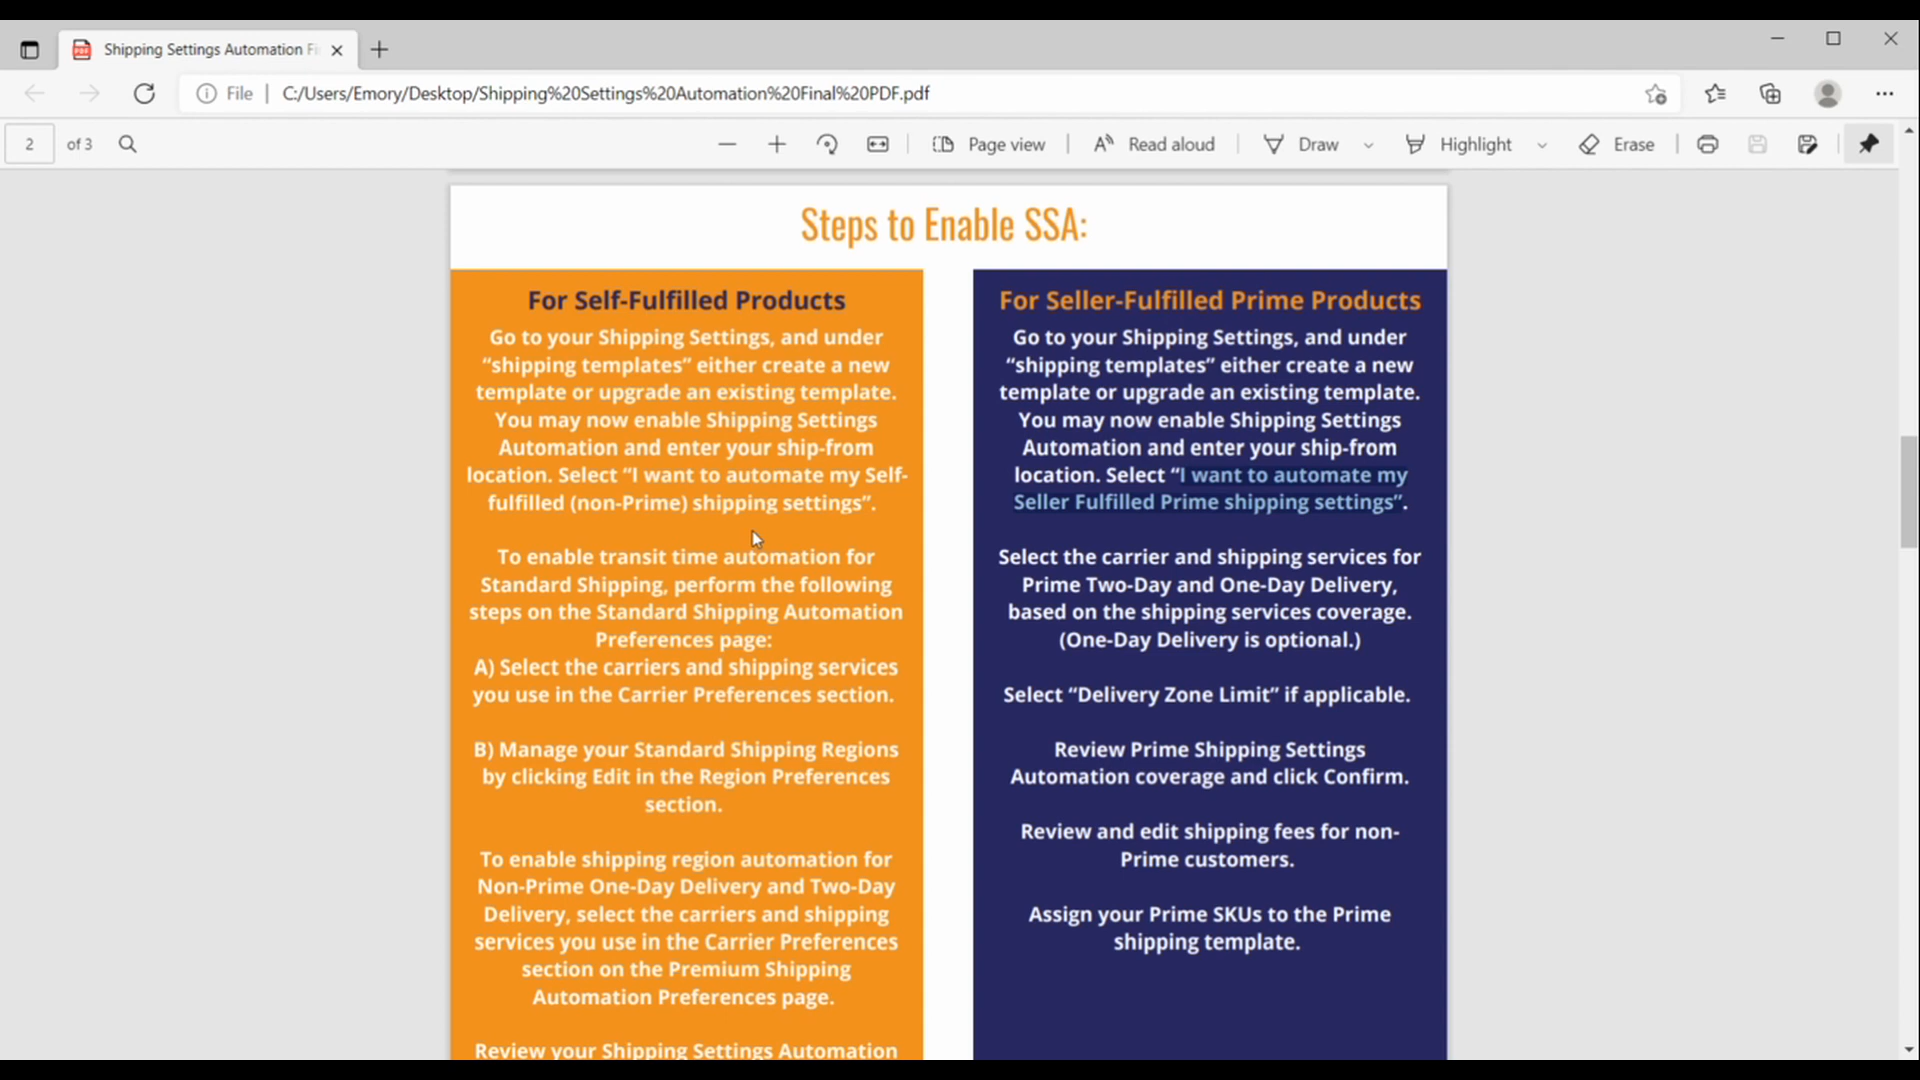 Shipping Settings Automation Fi
File
C:/Users/Emory/Desktop/Shipping%20Settings%20Automation%20Final%20PDF.pdf
2 of 3
Page view
Read aloud
Draw
Highlight
Erase
Steps to Enable SSA:
For Self-Fulfilled Products
Go to your Shipping Settings, and under
“shipping templates” either create a new
template or upgrade an existing template.
You may now enable Shipping Settings
Automation and enter your ship-from
location. Select “I want to automate my Self-
fulfilled (non-Prime) shipping settings”.
To enable transit time automation for
Standard Shipping, perform the following
steps on the Standard Shipping Automation
Preferences page:
A) Select the carriers and shipping services
you use in the Carrier Preferences section.
B) Manage your Standard Shipping Regions
by clicking Edit in the Region Preferences
section.
To enable shipping region automation for
Non-Prime One-Day Delivery and Two-Day
Delivery, select the carriers and shipping
services you use in the Carrier Preferences
section on the Premium Shipping
Automation Preferences page.
Review your Shipping Settings Automation
For Seller-Fulfilled Prime Products
Go to your Shipping Settings, and under
“shipping templates” either create a new
template or upgrade an existing template.
You may now enable Shipping Settings
Automation and enter your ship-from
location. Select “I want to automate my
Seller Fulfilled Prime shipping settings”.
Select the carrier and shipping services for
Prime Two-Day and One-Day Delivery,
based on the shipping services coverage.
(One-Day Delivery is optional.)
Select “Delivery Zone Limit” if applicable.
Review Prime Shipping Settings
Automation coverage and click Confirm.
Review and edit shipping fees for non-
Prime customers.
Assign your Prime SKUs to the Prime
shipping template.